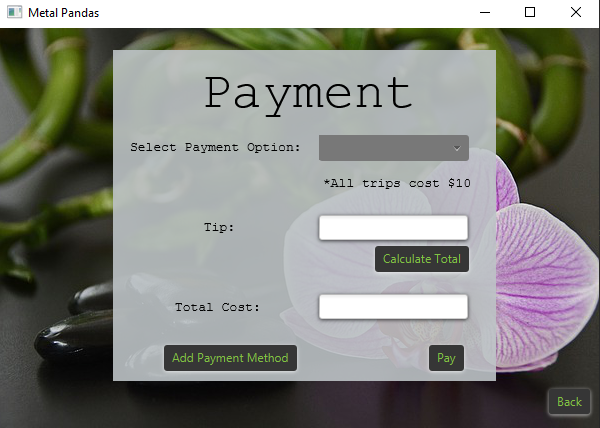 Metal Pandas
Payment
Select Payment Option:
*All trips cost $10
Tip:
Calculate Total
Total Cost:
Add Payment Method
Pay
Back